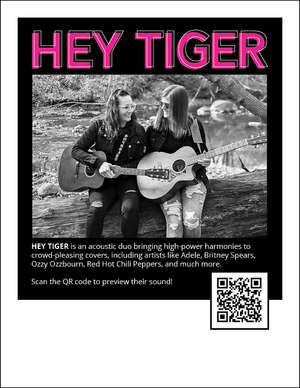 HEY TIGER
HEY TIGER is an acoustic duo bringing high-power harmonies to
crowd-pleasing covers, including artists like Adele, Britney Spears,
Ozzy Ozzbourn, Red Hot Chili Peppers, and much more.
Scan the QR code to preview their sound!